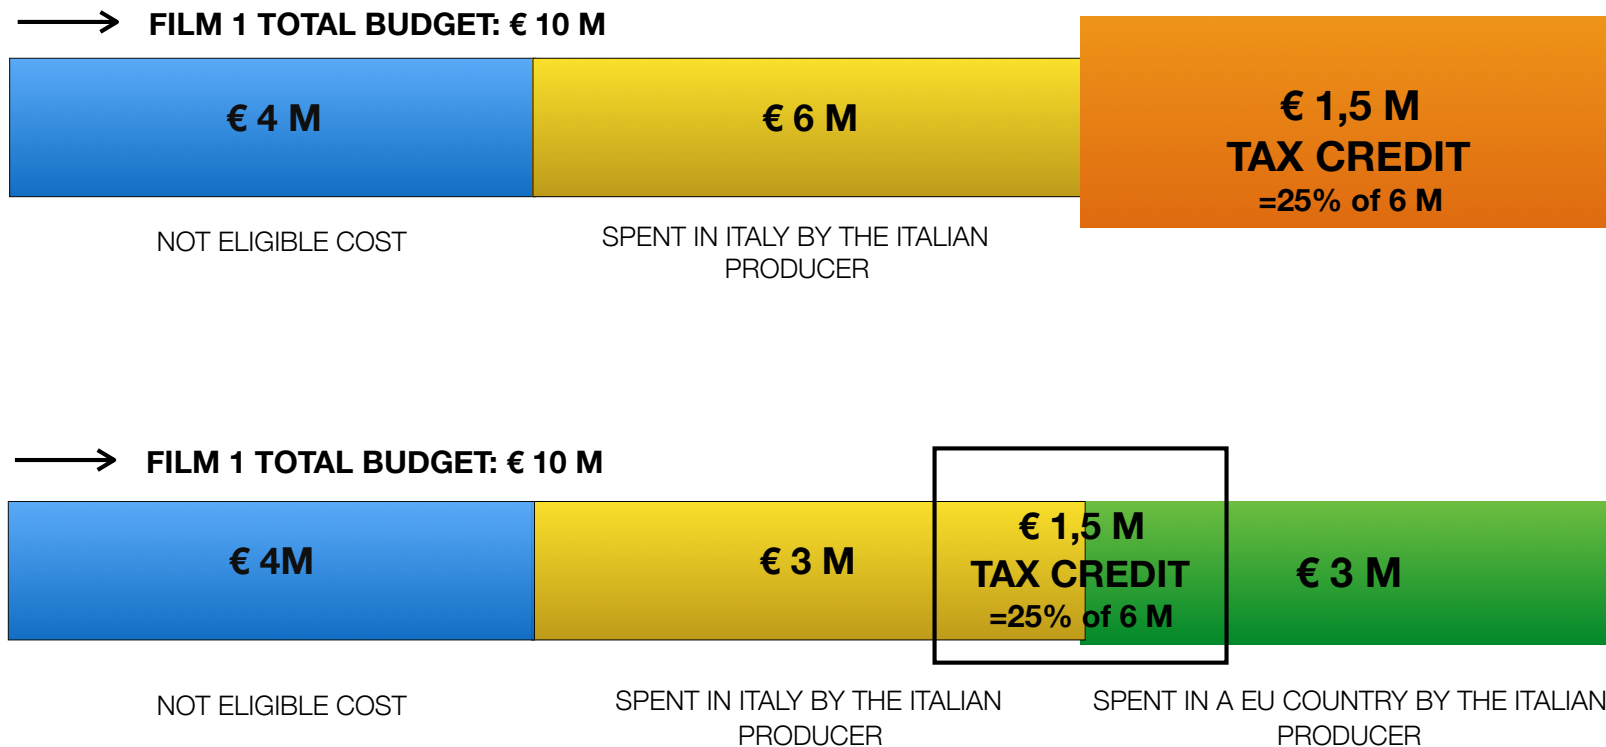 FILM 1 TOTAL BUDGET: € 10 M
€ 4 M
€ 6 M
€ 1,5 M
TAX CREDIT
=25% of 6 M
NOT ELIGIBLE COST
SPENT IN ITALY BY THE ITALIAN
PRODUCER
FILM 1 TOTAL BUDGET: € 10 M
€ 4M
€ 3 M
€ 1,5 M
TAX CREDIT
=25% of 6 M
€ 3 M
NOT ELIGIBLE COST
SPENT IN ITALY BY THE ITALIAN
PRODUCER
SPENT IN A EU COUNTRY BY THE ITALIAN
PRODUCER